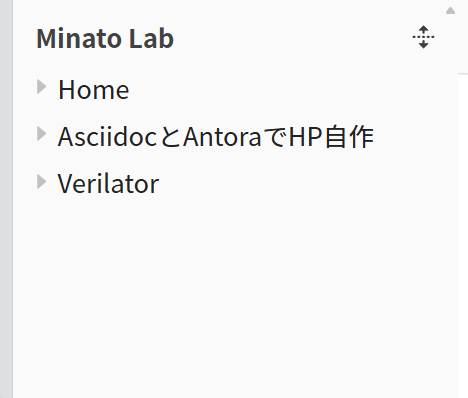 Minato Lab
Home
AsciidocとAntoraでHP自作
Verilator